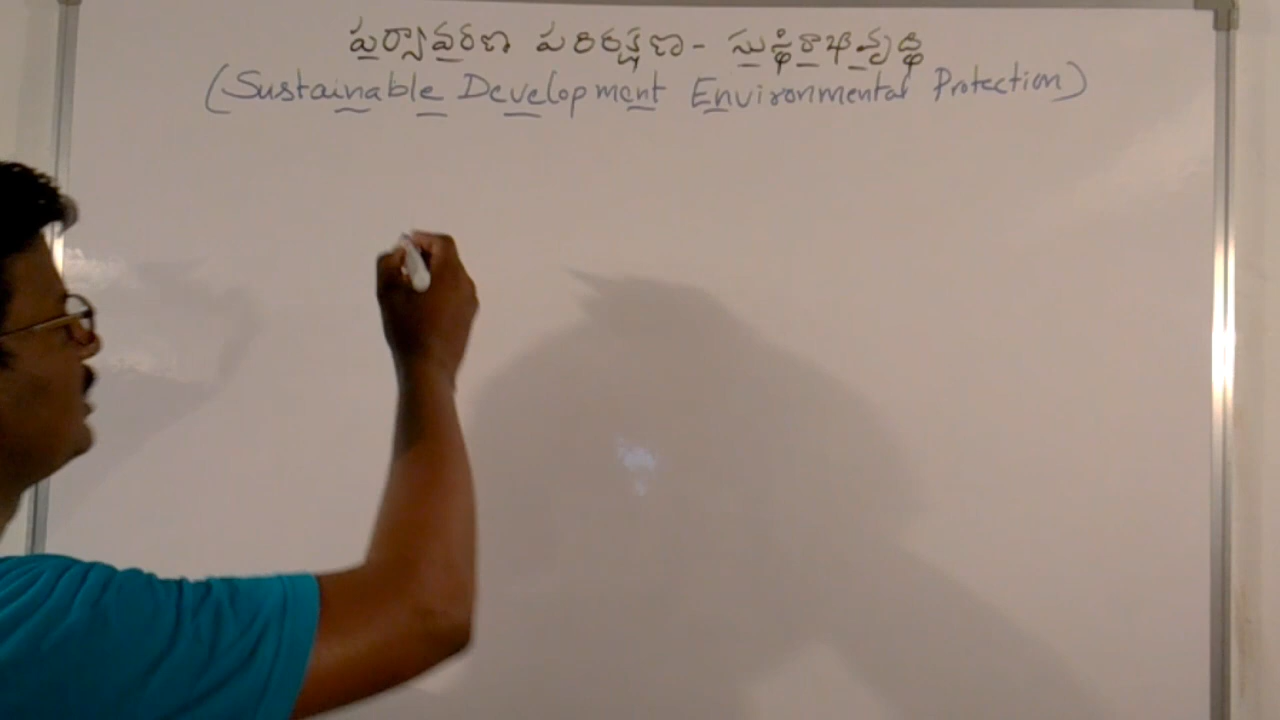 పర్యావరణ పరిరక్షణ - సుస్థిరాభివృద్ధి
(Sustainable Development Environmental Protection)